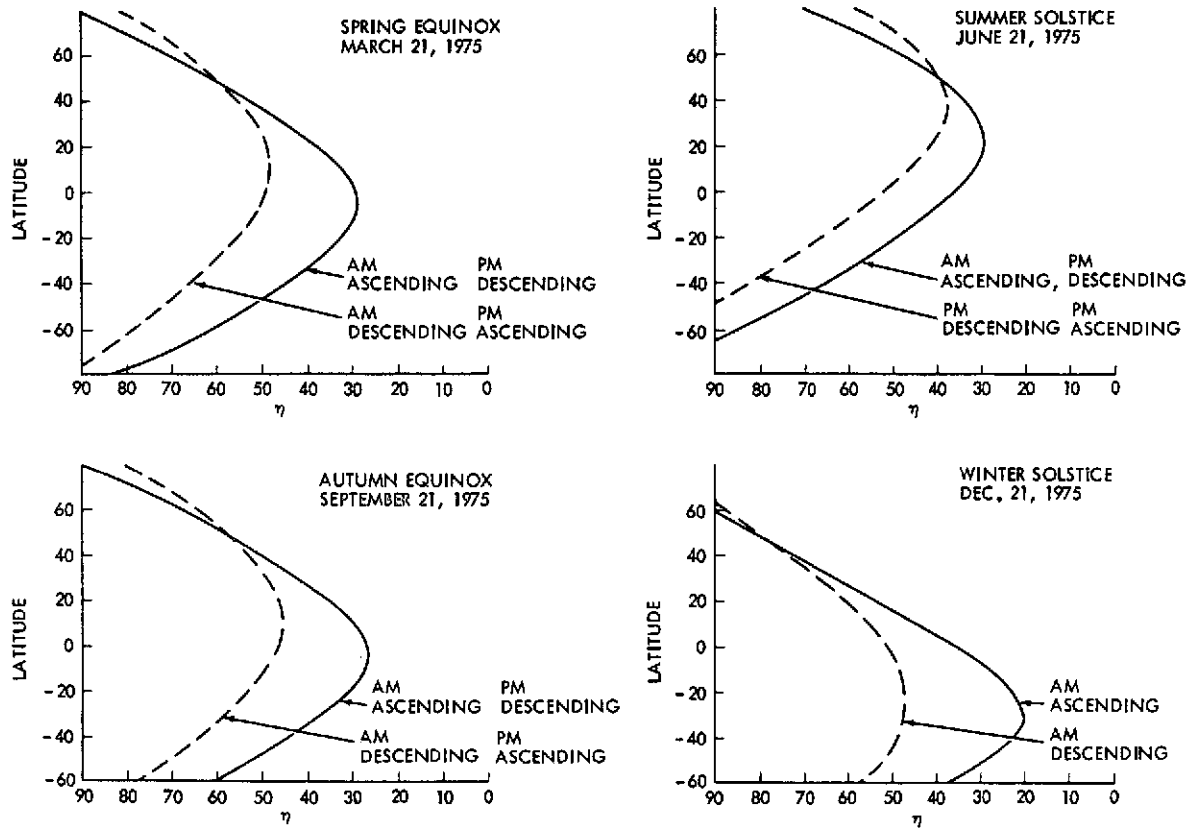 SPRING EQUINOX
MARCH 21, 1975
LATITUDE
60
40
20
0
-20
-40
-60
AM PM
ASCENDING DESCENDING
AM
DESCENDING PM ASCENDING
90 80 70 60 50 40 30 20 10 0
η
SUMMER SOLSTICE
JUNE 21, 1975
LATITUDE
60
40
20
0
-20
-40
-60
AM PM
ASCENDING, DESCENDING
PM PM
DESCENDING ASCENDING
90 80 70 60 50 40 30 20 10 0
η
AUTUMN EQUINOX
SEPTEMBER 21, 1975
LATITUDE
60
40
20
0
-20
-40
-60
AM PM
ASCENDING DESCENDING
AM PM
DESCENDING ASCENDING
90 80 70 60 50 40 30 20 10 0
η
WINTER SOLSTICE
DEC. 21, 1975
LATITUDE
60
40
20
0
-20
-40
-60
AM
ASCENDING
AM
DESCENDING
90 80 70 60 50 40 30 20 10 0
η